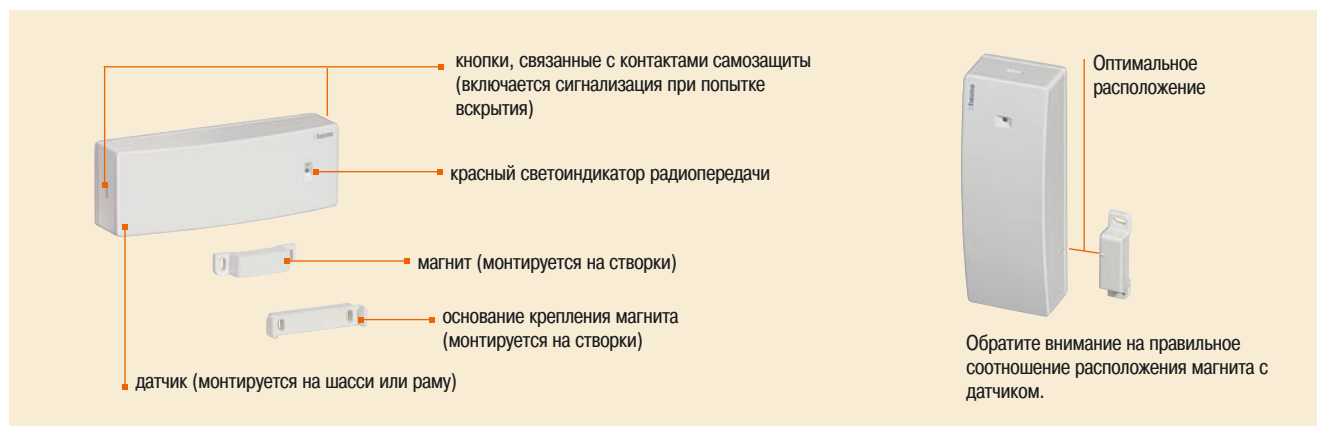 кнопки, связанные с контактами самозащиты
(включается сигнализация при попытке
вскрытия)
красный светоиндикатор радиопередачи
магнит (монтируется на створки)
основание крепления магнита
(монтируется на створки)
датчик (монтируется на шасси или раму)
Оптимальное
расположение
Обратите внимание на правильное
соотношение расположения магнита с
датчиком.